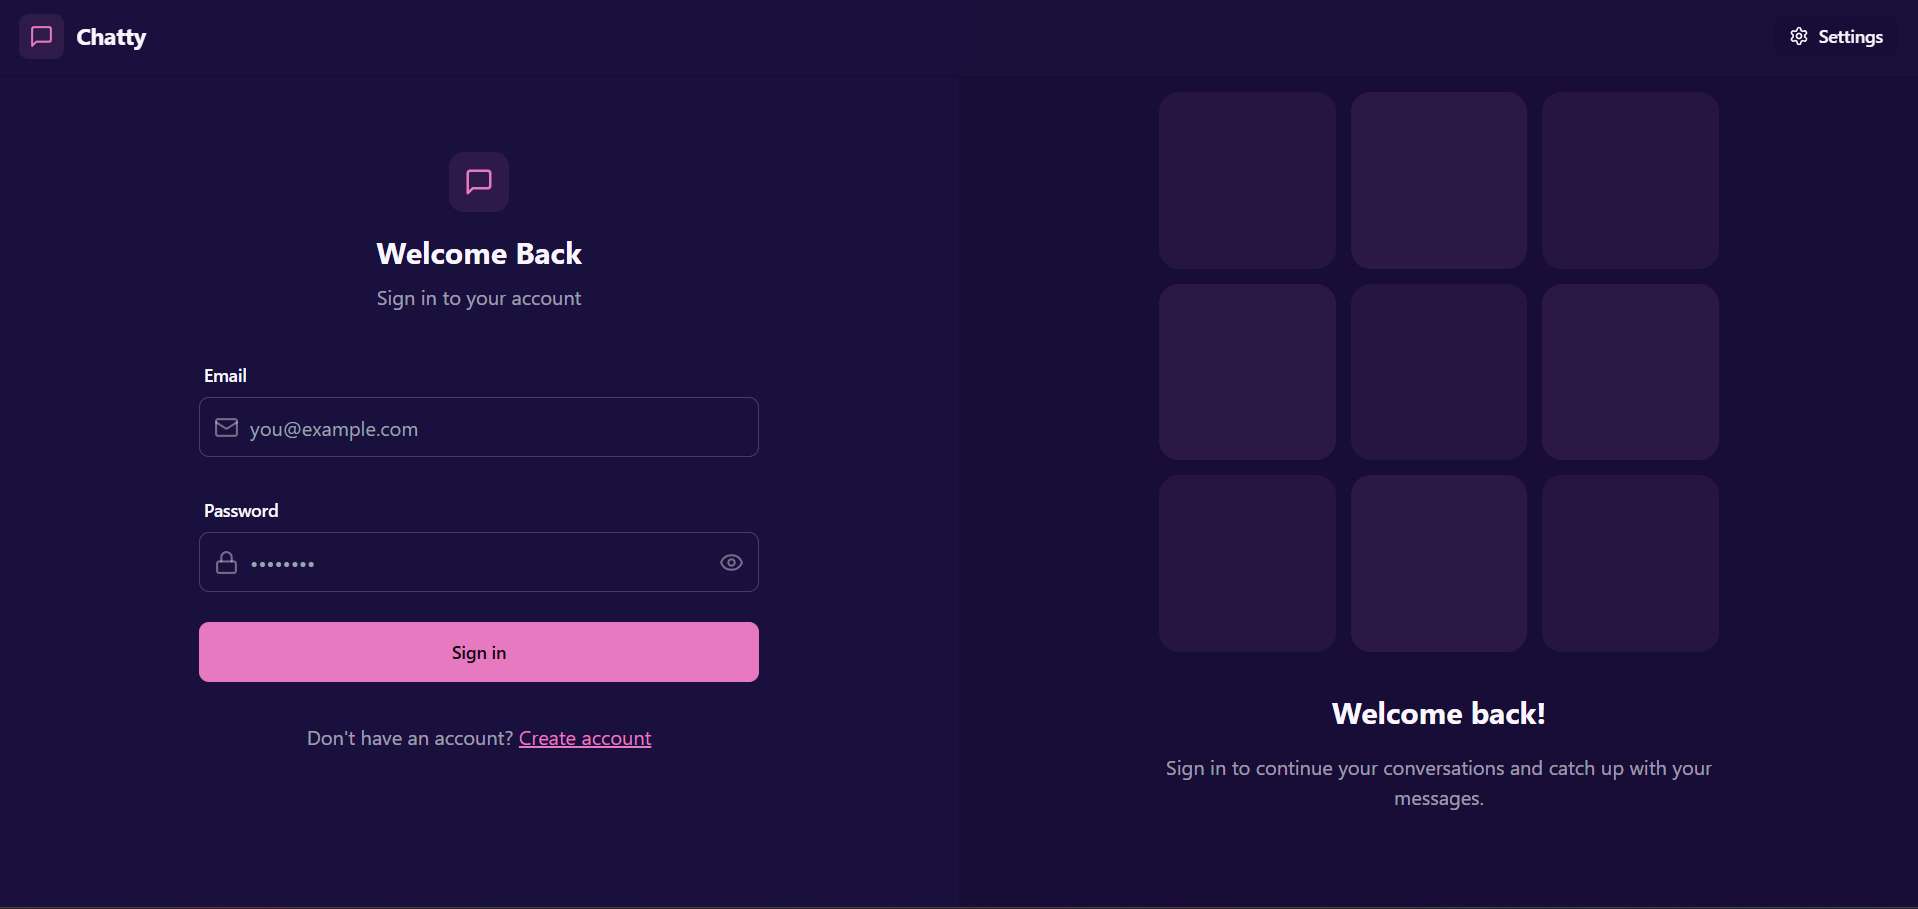 Chatty
Settings
Welcome Back
Sign in to your account
Email
you@example.com
Password
••••••••
Sign in
Don't have an account? Create account
Welcome back!
Sign in to continue your conversations and catch up with your
messages.